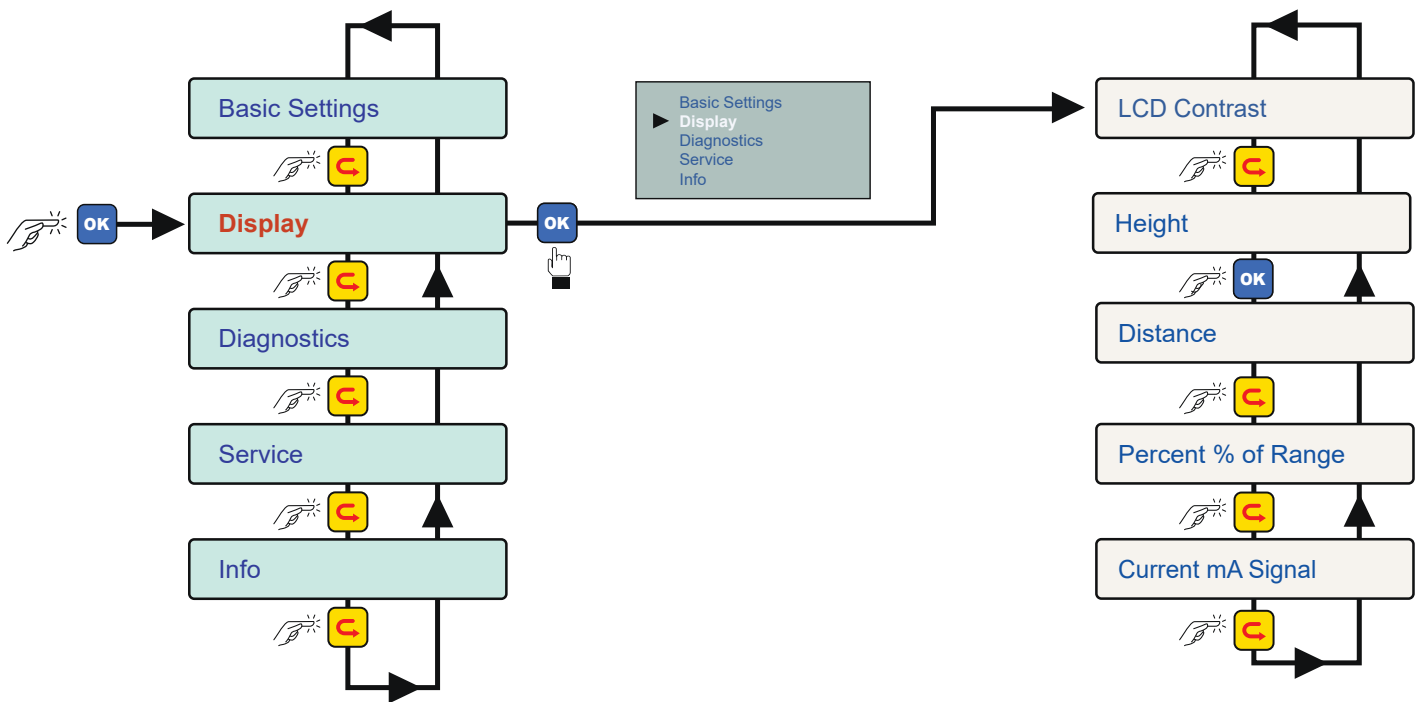 Basic Settings
OK
Display
Diagnostics
Service
Info
OK
Basic Settings
Display
Diagnostics
Service
Info
LCD Contrast
Height
OK
Distance
Percent % of Range
Current mA Signal